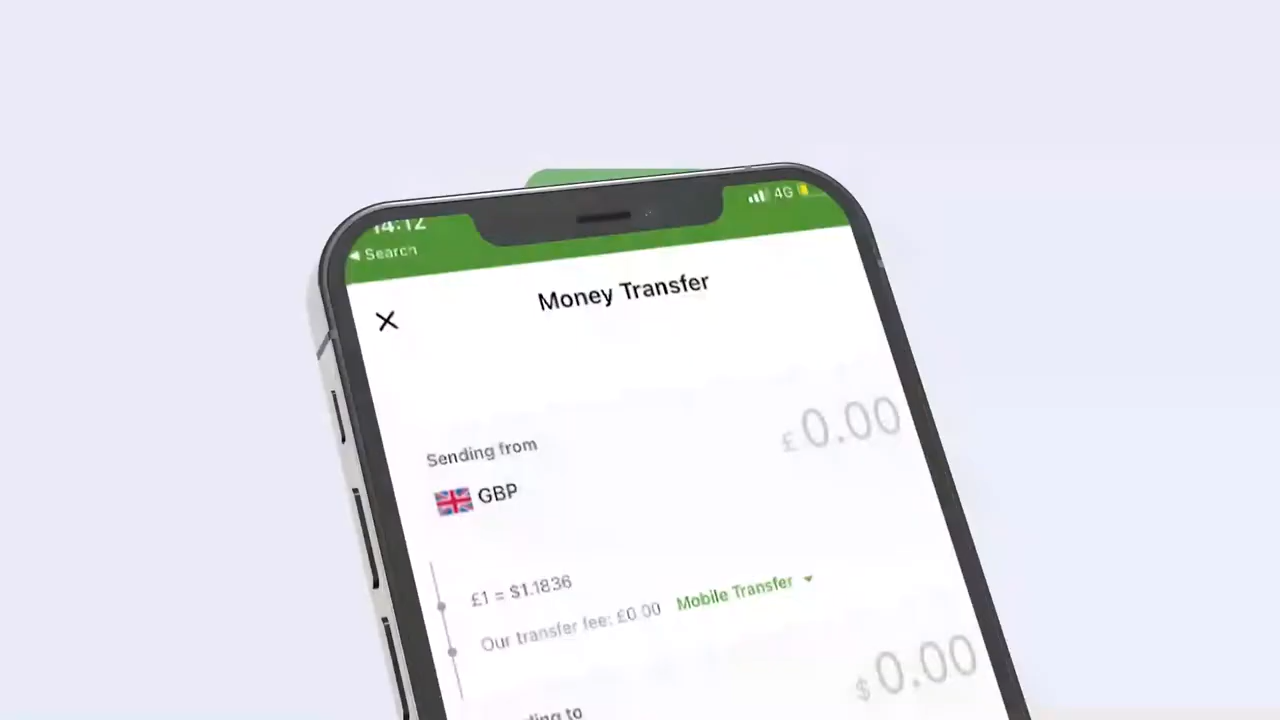 14:12
4G
Search
Money Transfer
£ 0.00
Sending from
GBP
£1 = $1.1836
Our transfer fee: £0.00 Mobile Transfer
$ 0.00
to